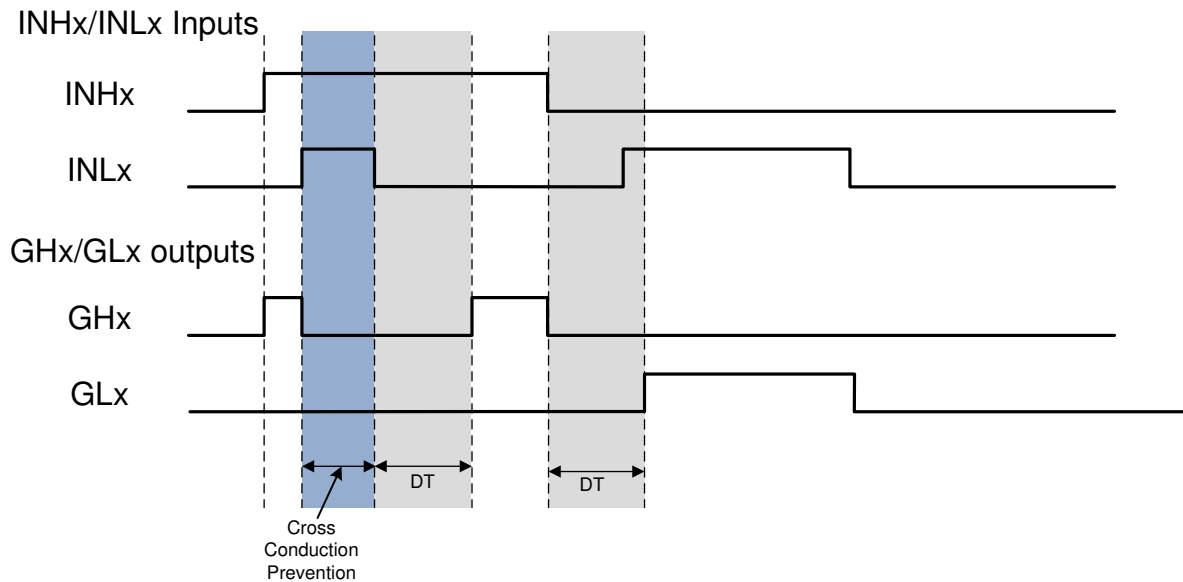 INHx/INLx Inputs
INHx
INLx
GHx/GLx outputs
GHx
GLx
DT
DT
Cross
Conduction
Prevention